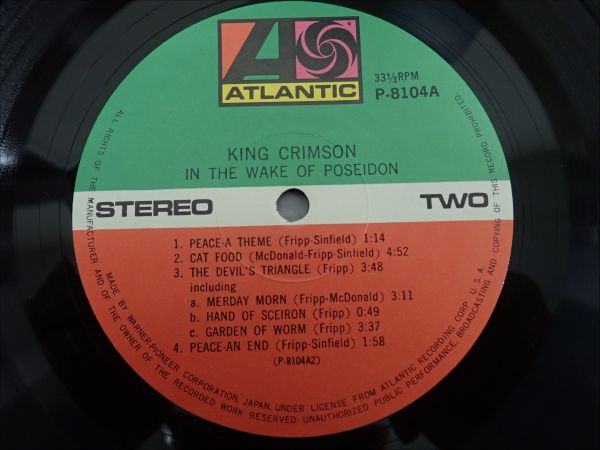 ATLANTIC
33⅓RPM
P-8104A
KING CRIMSON
IN THE WAKE OF POSEIDON
STEREO
TWO
1. PEACE-A THEME (Fripp-Sinfield) 1:14
2. CAT FOOD (McDonald-Fripp-Sinfield) 4:52
3. THE DEVIL'S TRIANGLE (Fripp) 3:48
including
a. MERDAY MORN (Fripp-McDonald) 3:11
b. HAND OF SCEIRON (Fripp) 0:49
c. GARDEN OF WORM (Fripp) 3:37
4. PEACE-AN END (Fripp-Sinfield) 1:58
(P-8104A2)
MADE BY WARNER-PIONEER CORPORATION, JAPAN, UNDER LICENSE FROM ATLANTIC RECORDING CORP. U. S. A.
ALL RIGHTS OF THE MANUFACTURER AND OF THE OWNER OF THE RECORDED WORK RESERVED. UNAUTHORIZED PUBLIC PERFORMANCE, BROADCASTING AND COPYING OF THIS RECORD PROHIBITED.